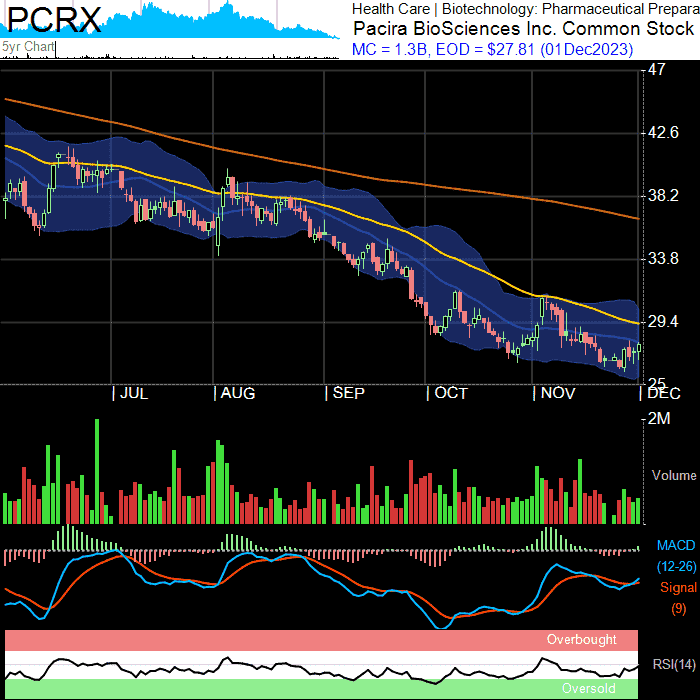 PCRX
5yr Chart
Health Care | Biotechnology: Pharmaceutical Prepara
Pacira BioSciences Inc. Common Stock
MC = 1.3B, EOD = $27.81 (01Dec2023)
47
42.6
38.2
33.8
29.4
25
JUL AUG SEP OCT NOV DEC
2M
Volume
MACD
(12-26)
Signal
(9)
Overbought
RSI(14)
Oversold